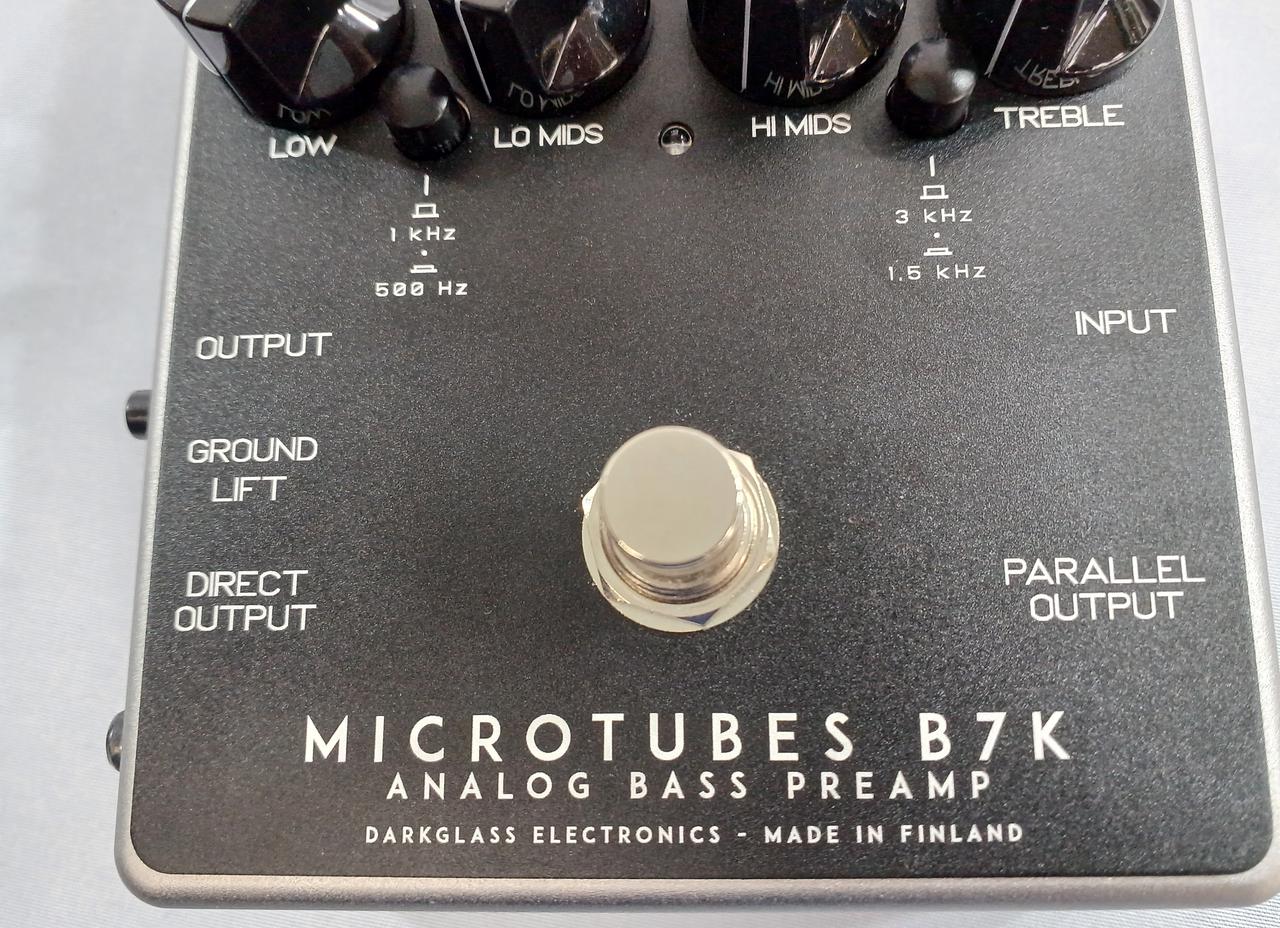 LOW
LO MIDS
HI MIDS
TREBLE
1 kHz
500 Hz
3 kHz
1.5 kHz
OUTPUT
INPUT
GROUND
LIFT
DIRECT
OUTPUT
PARALLEL
OUTPUT
MICROTUBES B7K
ANALOG BASS PREAMP
DARKGLASS ELECTRONICS - MADE IN FINLAND